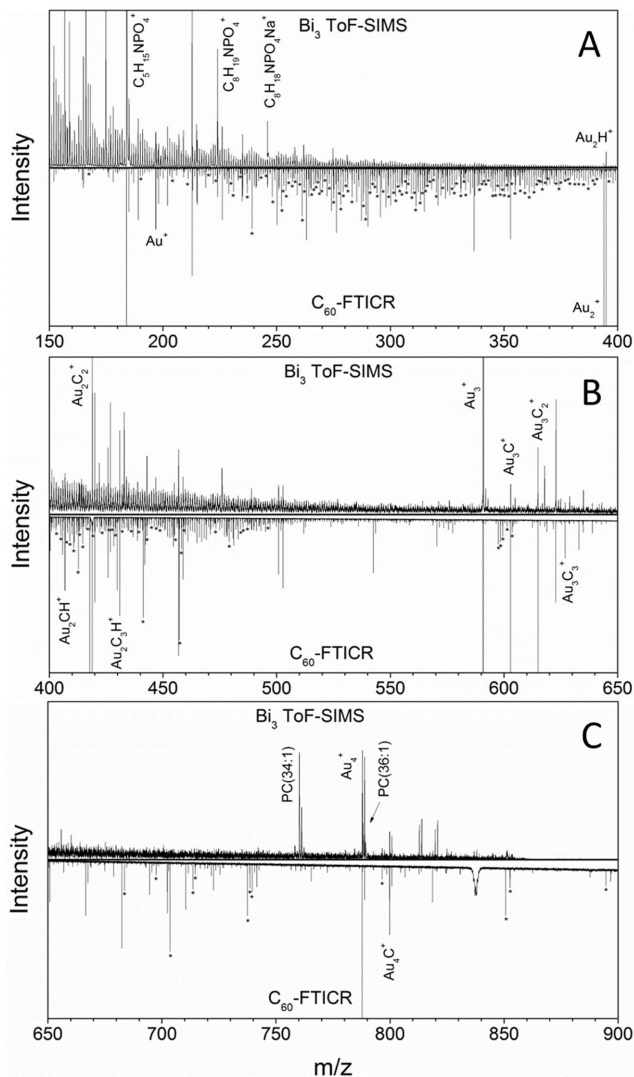 Bi₃ ToF-SIMS
A
C₅H₁₅NPO₄⁺
C₈H₁₉NPO₄⁺
C₈H₁₈NPO₄Na⁺
Au₂H⁺
Intensity
Intensity
Au⁺
C₆₀-FTICR
Au₂⁺
150 200 250 300 350 400
Bi₃ ToF-SIMS
B
Au₂C₂⁺
Au₃⁺
Au₃C⁺
Au₃C₂⁺
Intensity
Intensity
Au₂CH⁺
Au₂C₃H⁺
Au₃C₃⁺
C₆₀-FTICR
400 450 500 550 600 650
Bi₃ ToF-SIMS
C
PC(34:1)
Au₄⁺
PC(36:1)
Intensity
Intensity
Au₄C⁺
C₆₀-FTICR
650 700 750 800 850 900
m/z